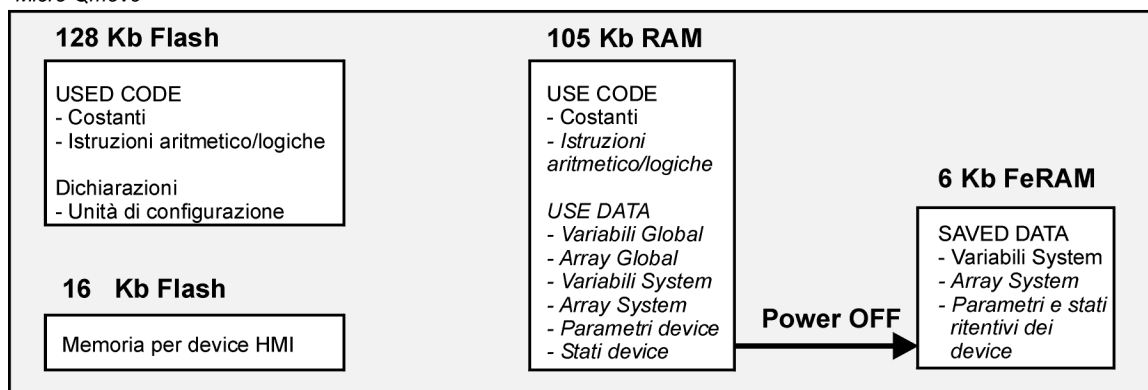 Micro Qmove
128 Kb Flash
USED CODE
- Costanti
- Istruzioni aritmetico/logiche
Dichiarazioni
- Unità di configurazione
16 Kb Flash
Memoria per device HMI
105 Kb RAM
USE CODE
- Costanti
- Istruzioni
aritmetico/logiche
USE DATA
- Variabili Global
- Array Global
- Variabili System
- Array System
- Parametri device
- Stati device
Power OFF
6 Kb FeRAM
SAVED DATA
- Variabili System
- Array System
- Parametri e stati
ritentivi dei
device